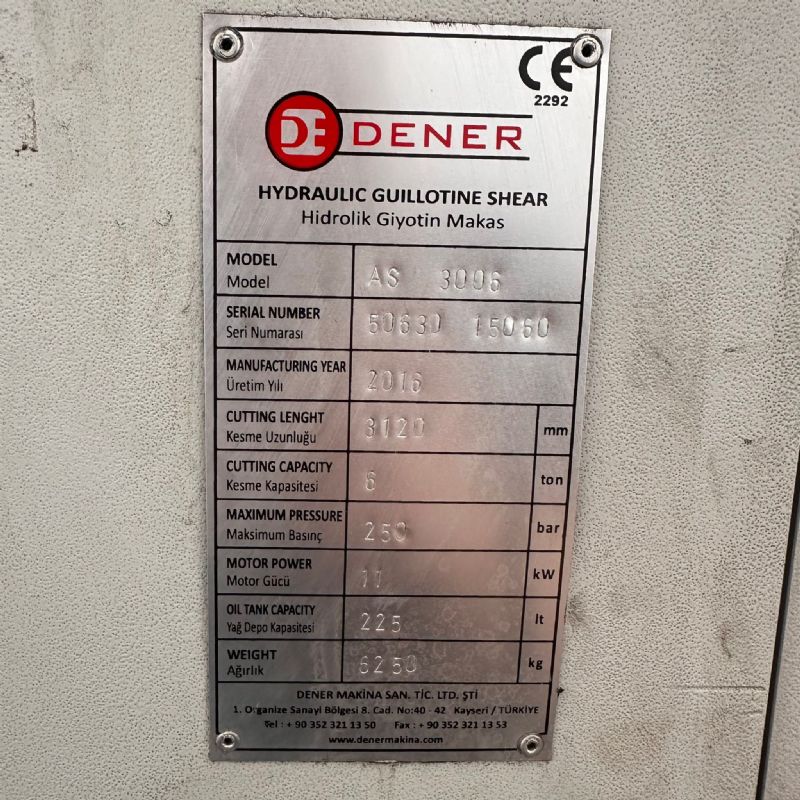 CE
2292
DE DENER
HYDRAULIC GUILLOTINE SHEAR
Hidrolik Giyotin Makas
MODEL
Model
AS 3006
SERIAL NUMBER
Seri Numarası
50630 15060
MANUFACTURING YEAR
Üretim Yılı
2016
CUTTING LENGHT
Kesme Uzunluğu
3120
mm
CUTTING CAPACITY
Kesme Kapasitesi
6
ton
MAXIMUM PRESSURE
Maksimum Basınç
250
bar
MOTOR POWER
Motor Gücü
11
kW
OIL TANK CAPACITY
Yağ Depo Kapasitesi
225
lt
WEIGHT
Ağırlık
6250
kg
DENER MAKİNA SAN. TİC. LTD. ŞTİ
1. Organize Sanayi Bölgesi 8. Cad. No:40 - 42 Kayseri / TÜRKİYE
Tel : + 90 352 321 13 50 Fax : + 90 352 321 13 53
www.denermakina.com